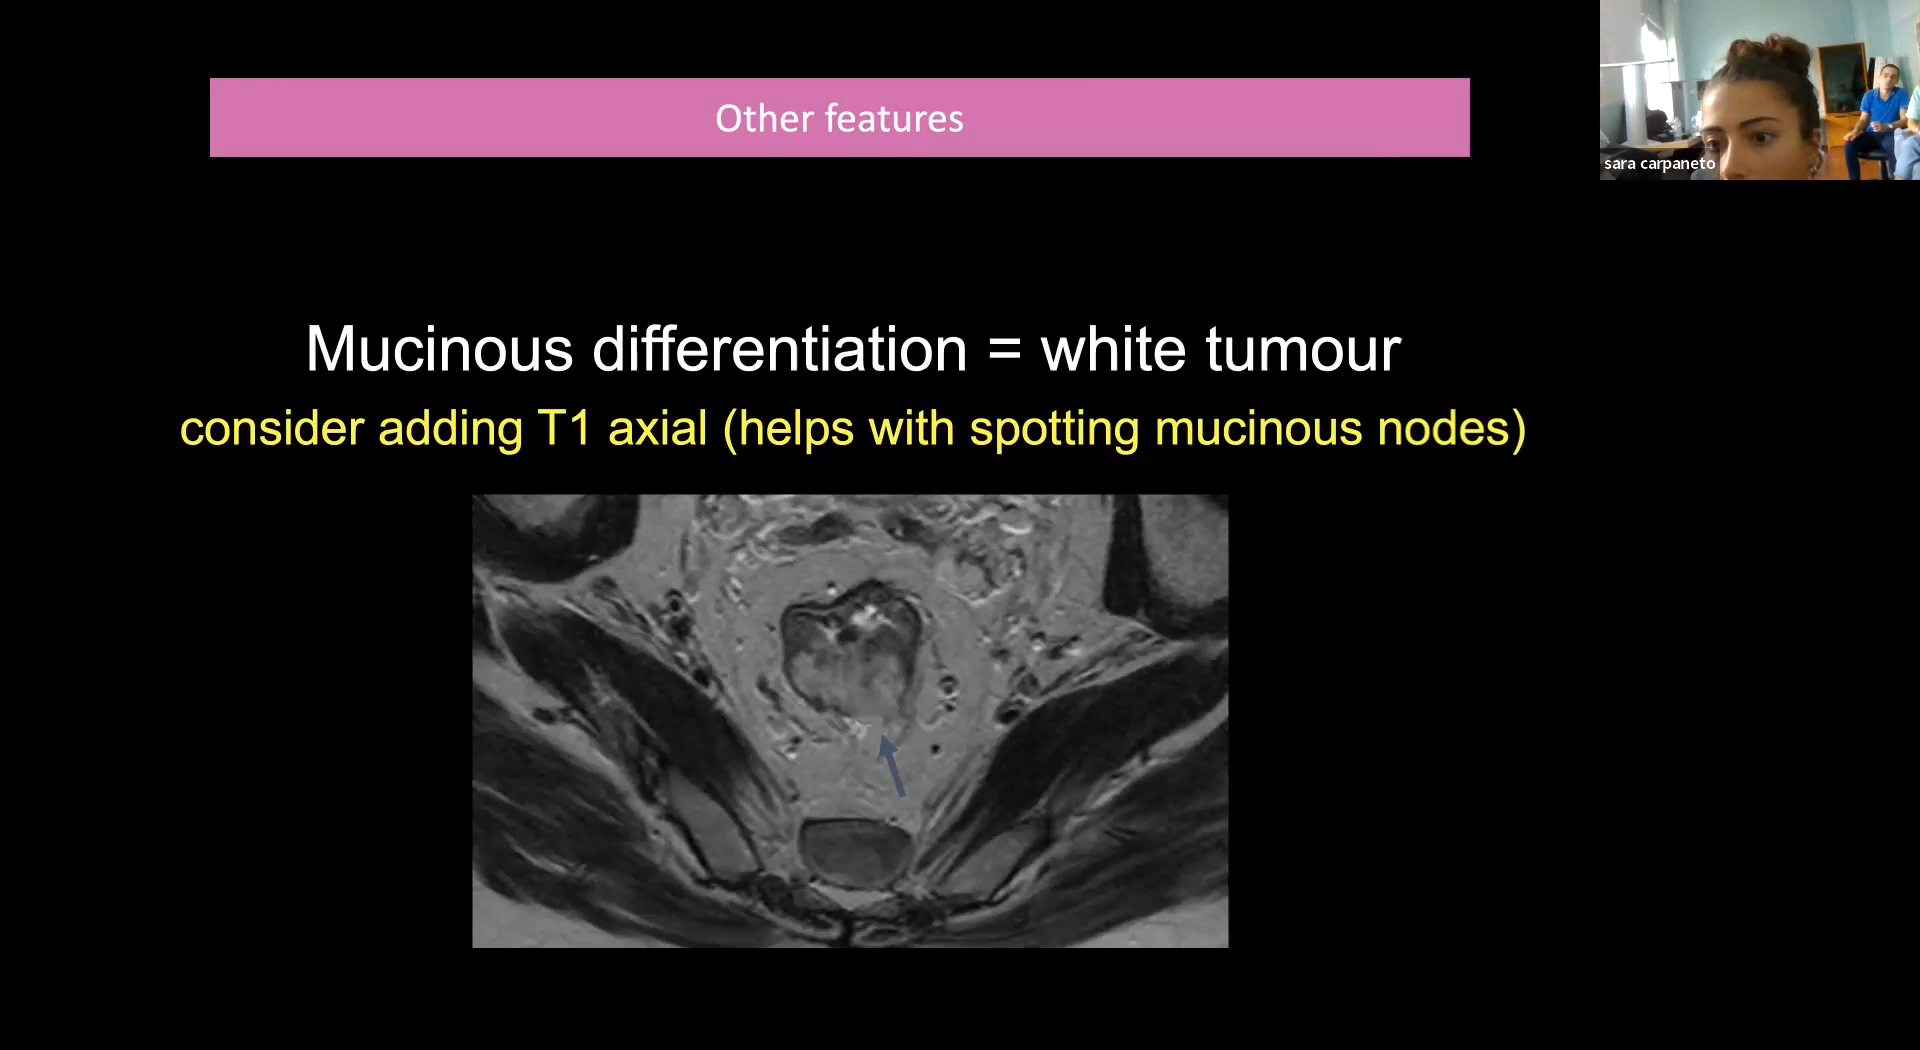 Other features
sara carpaneto
Mucinous differentiation = white tumour
consider adding T1 axial (helps with spotting mucinous nodes)